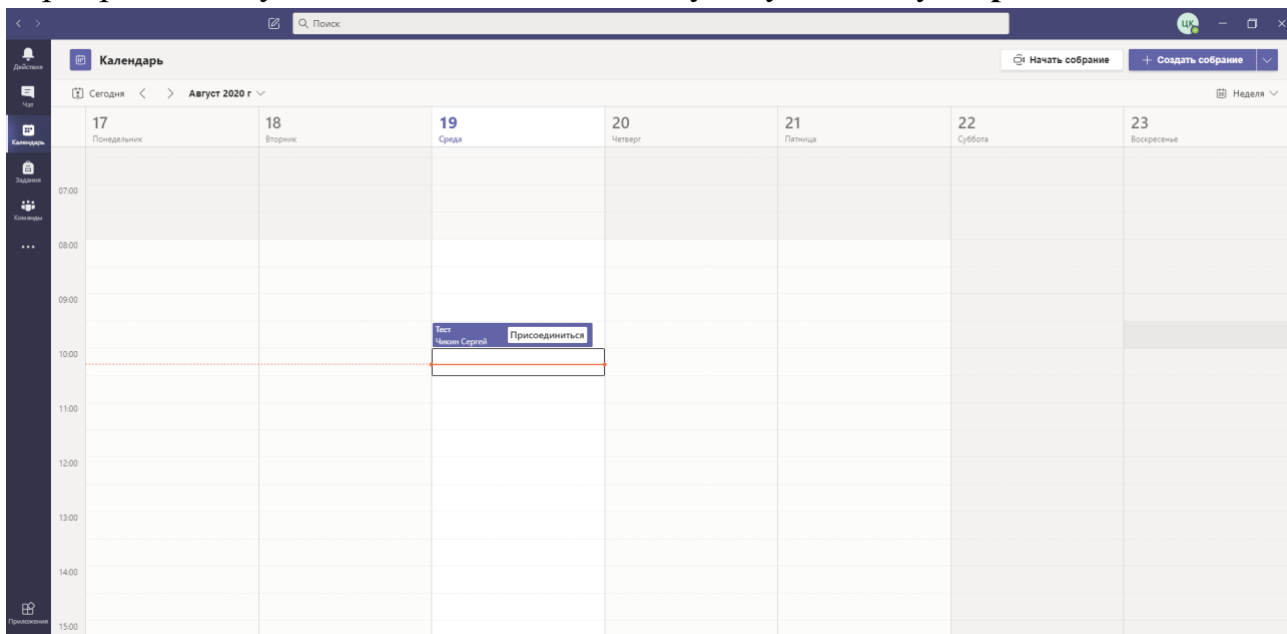 Поиск
ЦК
Действия
Чат
Календарь
Задания
Команды
Приложения
Календарь
Начать собрание
+ Создать собрание
Сегодня < > Август 2020 г
Неделя
17
Понедельник
18
Вторник
19
Среда
20
Четверг
21
Пятница
22
Суббота
23
Воскресенье
07:00
08:00
09:00
Тест
Чикин Сергей
Присоединиться
10:00
11:00
12:00
13:00
14:00
15:00